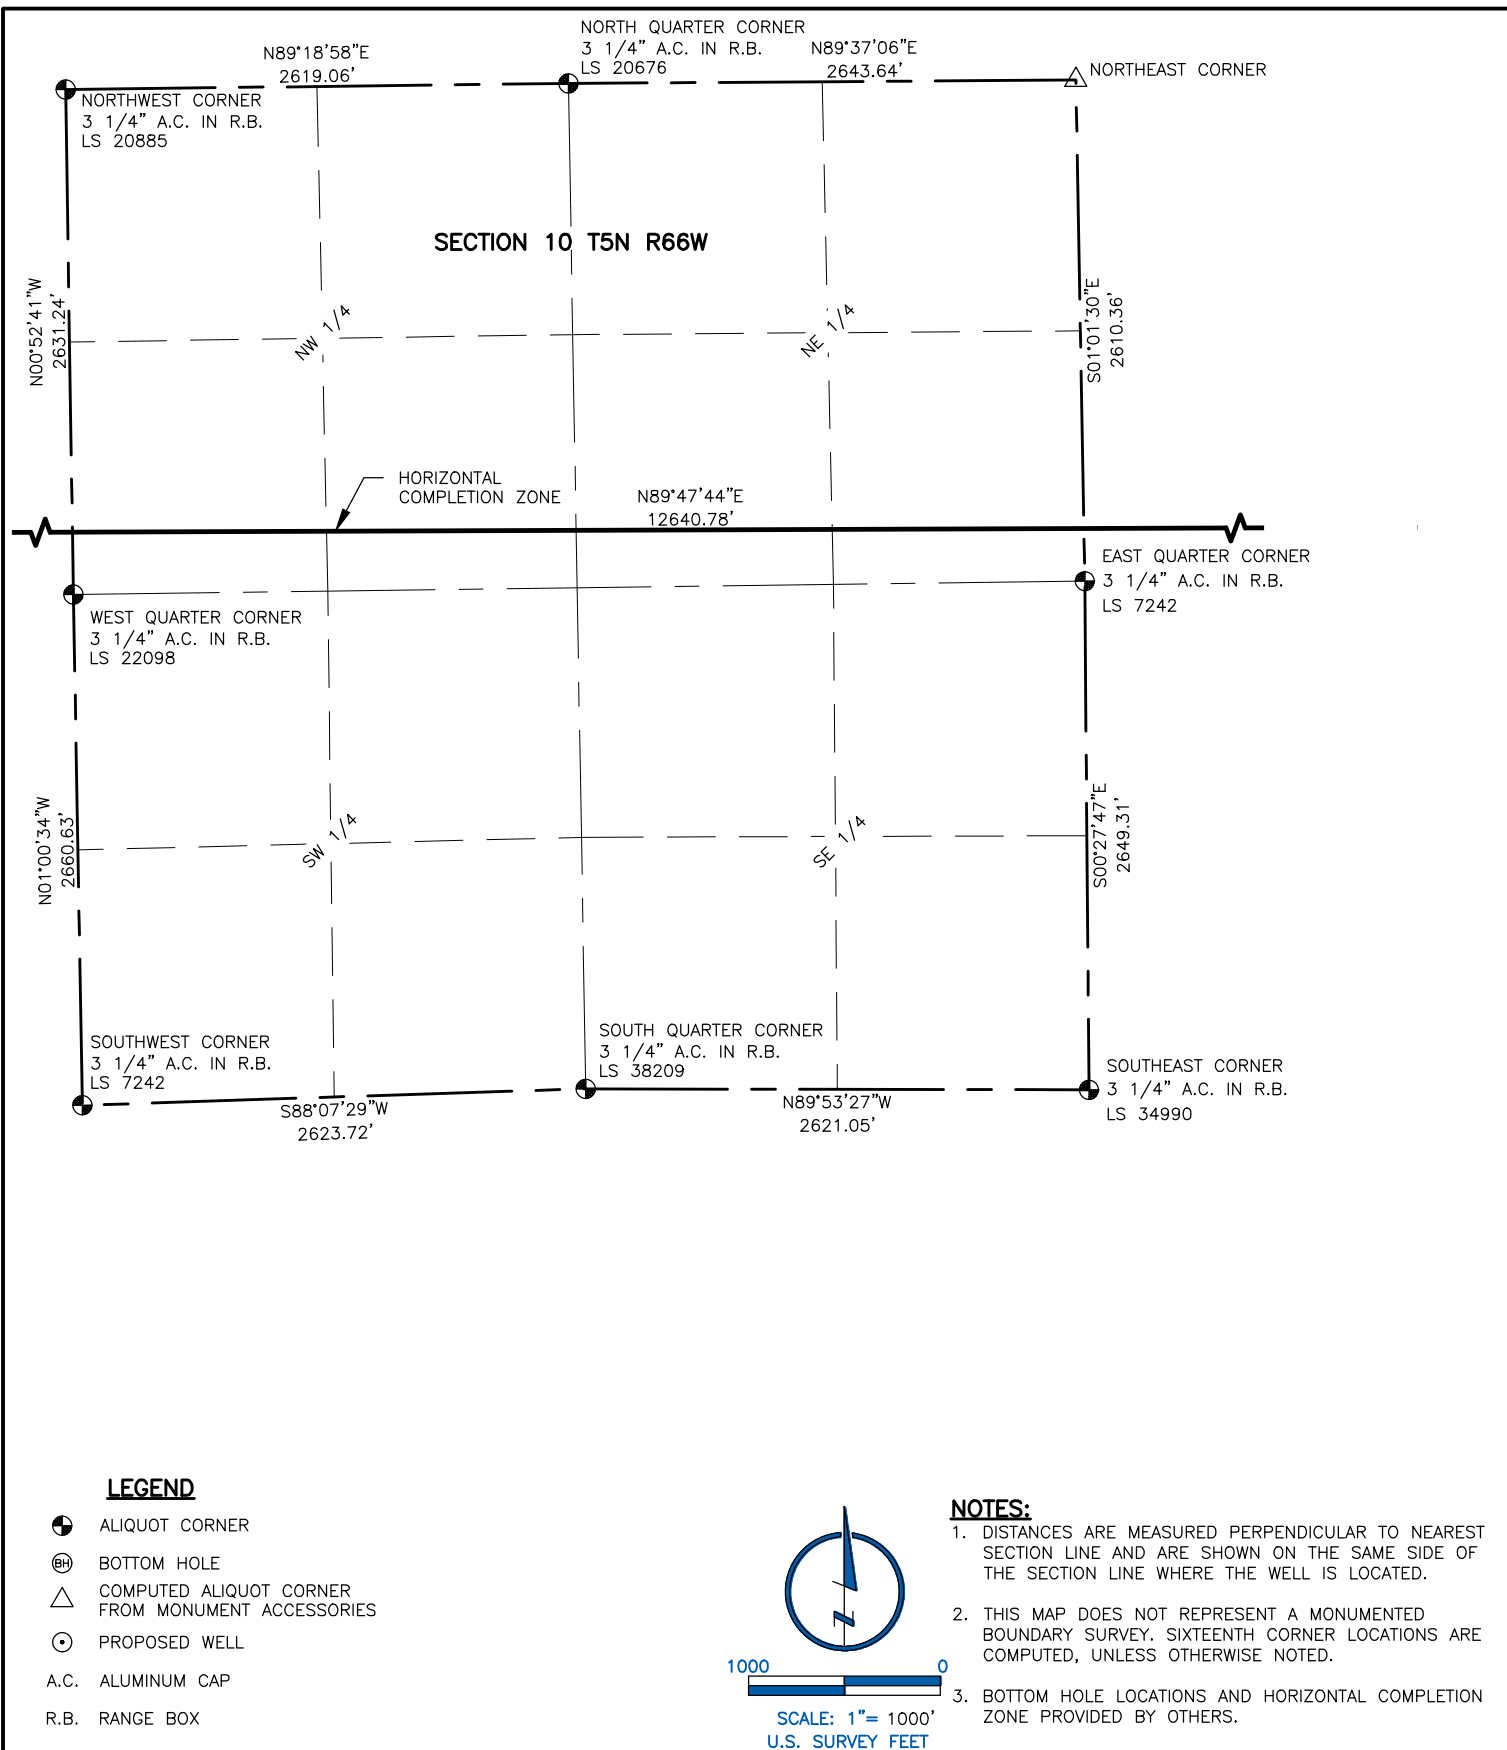 NORTH QUARTER CORNER
3 1/4" A.C. IN R.B.
LS 20676
N89°18'58"E
2619.06'
N89°37'06"E
2643.64'
NORTHEAST CORNER
NORTHWEST CORNER
3 1/4" A.C. IN R.B.
LS 20885
SECTION 10 T5N R66W
N00°52'41"W
2631.24'
NW 1/4
NE 1/4
S01°01'30"E
2610.36'
HORIZONTAL
COMPLETION ZONE
N89°47'44"E
12640.78'
EAST QUARTER CORNER
3 1/4" A.C. IN R.B.
LS 7242
WEST QUARTER CORNER
3 1/4" A.C. IN R.B.
LS 22098
N01°00'34"W
2660.63'
SW 1/4
SE 1/4
S00°27'47"E
2649.31'
SOUTHWEST CORNER
3 1/4" A.C. IN R.B.
LS 7242
SOUTH QUARTER CORNER
3 1/4" A.C. IN R.B.
LS 38209
SOUTHEAST CORNER
3 1/4" A.C. IN R.B.
LS 34990
S88°07'29"W
2623.72'
N89°53'27"W
2621.05'
LEGEND
ALIQUOT CORNER
BH BOTTOM HOLE
COMPUTED ALIQUOT CORNER
FROM MONUMENT ACCESSORIES
PROPOSED WELL
A.C. ALUMINUM CAP
R.B. RANGE BOX
N
1000 0
SCALE: 1"= 1000'
U.S. SURVEY FEET
NOTES:
1. DISTANCES ARE MEASURED PERPENDICULAR TO NEAREST
SECTION LINE AND ARE SHOWN ON THE SAME SIDE OF
THE SECTION LINE WHERE THE WELL IS LOCATED.
2. THIS MAP DOES NOT REPRESENT A MONUMENTED
BOUNDARY SURVEY. SIXTEENTH CORNER LOCATIONS ARE
COMPUTED, UNLESS OTHERWISE NOTED.
3. BOTTOM HOLE LOCATIONS AND HORIZONTAL COMPLETION
ZONE PROVIDED BY OTHERS.